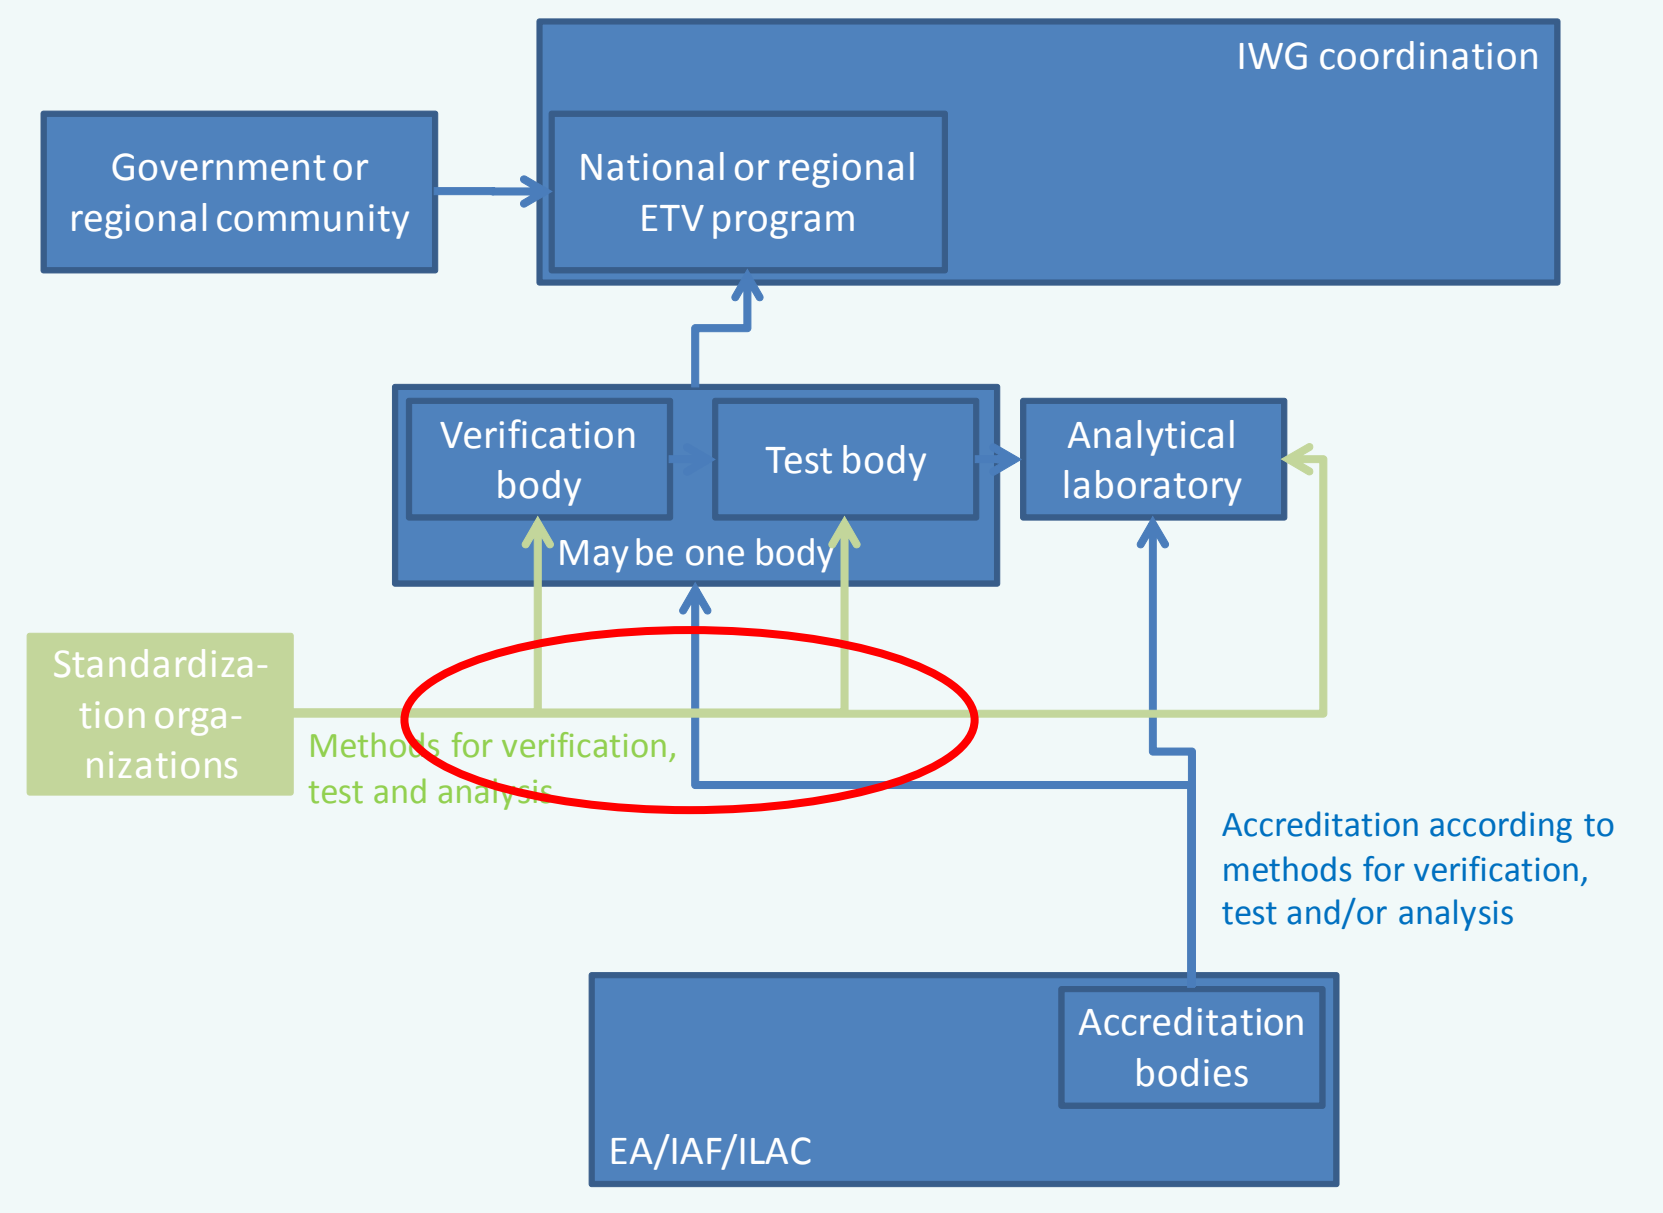 IWG coordination
Government or
regional community
National or regional
ETV program
Verification
body
Test body
Analytical
laboratory
May be one body
Standardiza-
tion orga-
nizations
Methods for verification,
test and analysis
Accreditation according to
methods for verification,
test and/or analysis
Accreditation
bodies
EA/IAF/ILAC